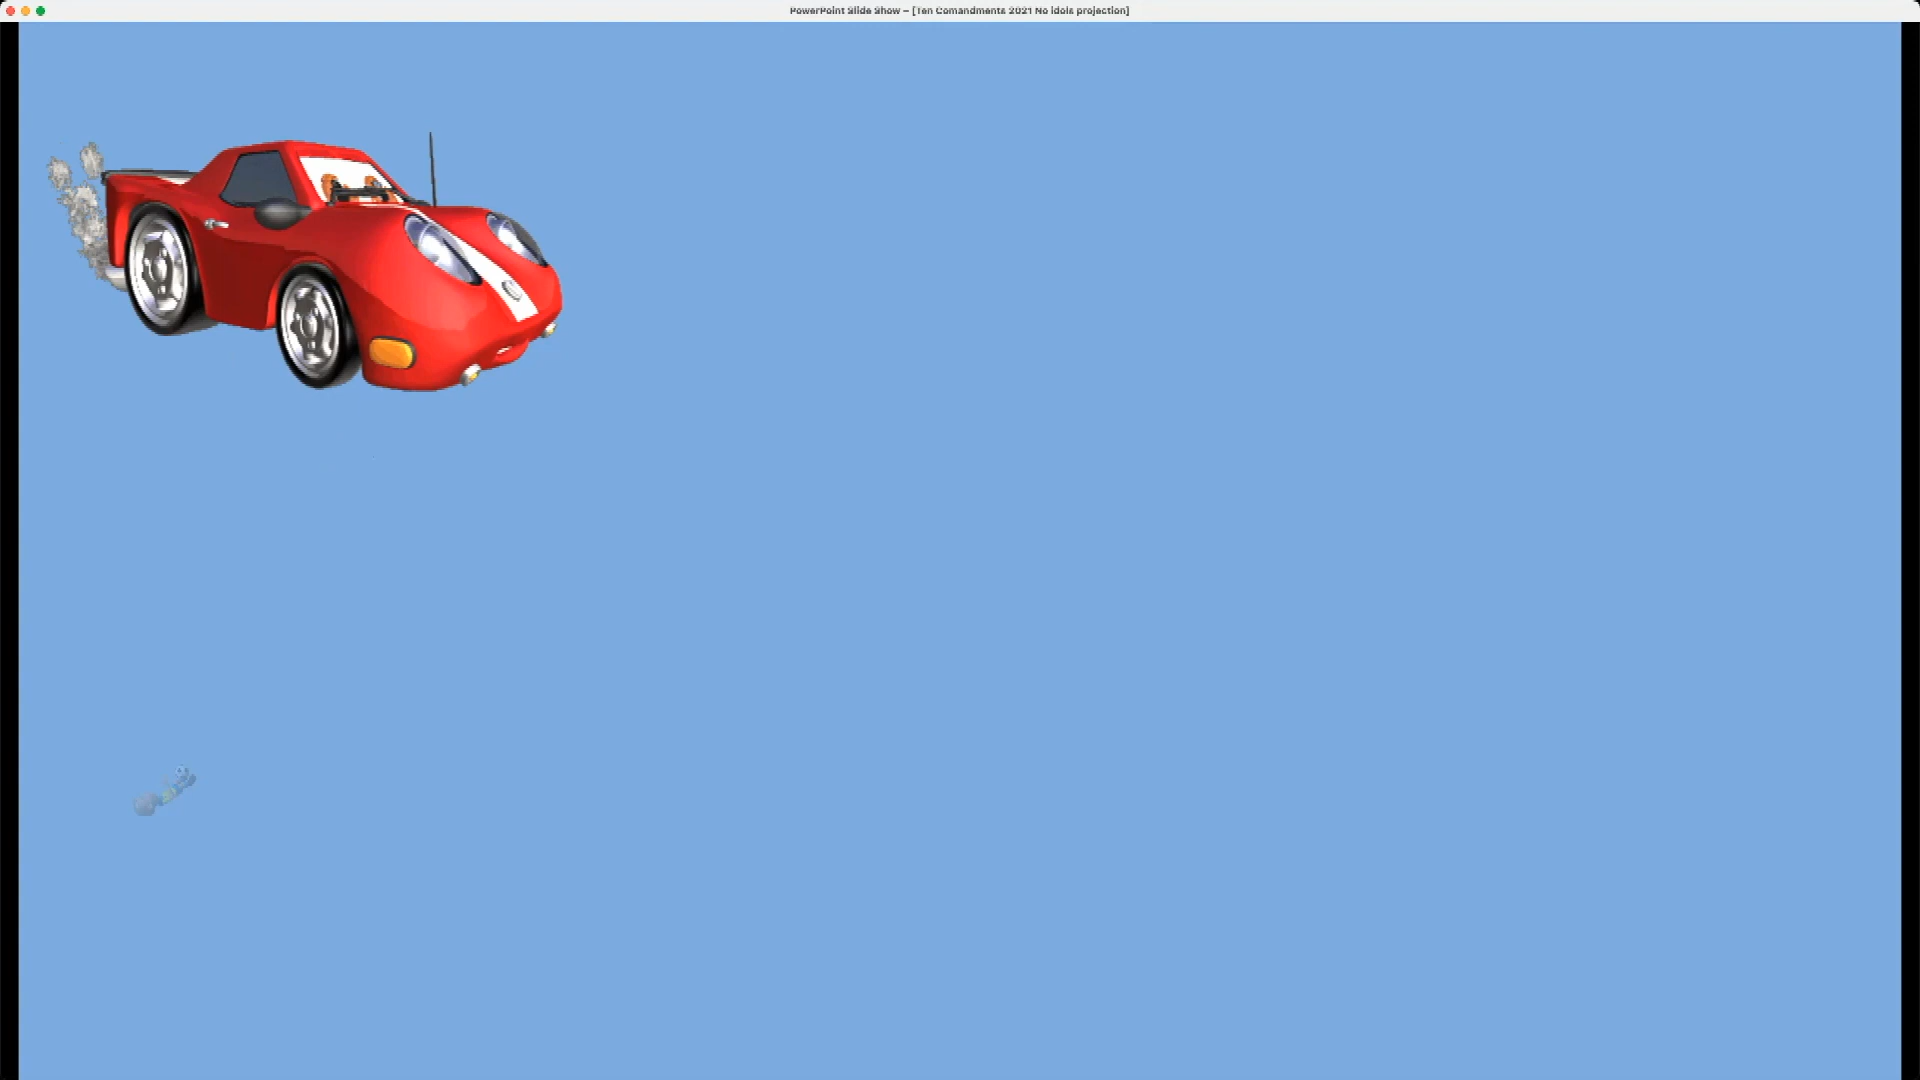 PowerPoint Slide Show – [Ten Comandments 2021 No idols projection]